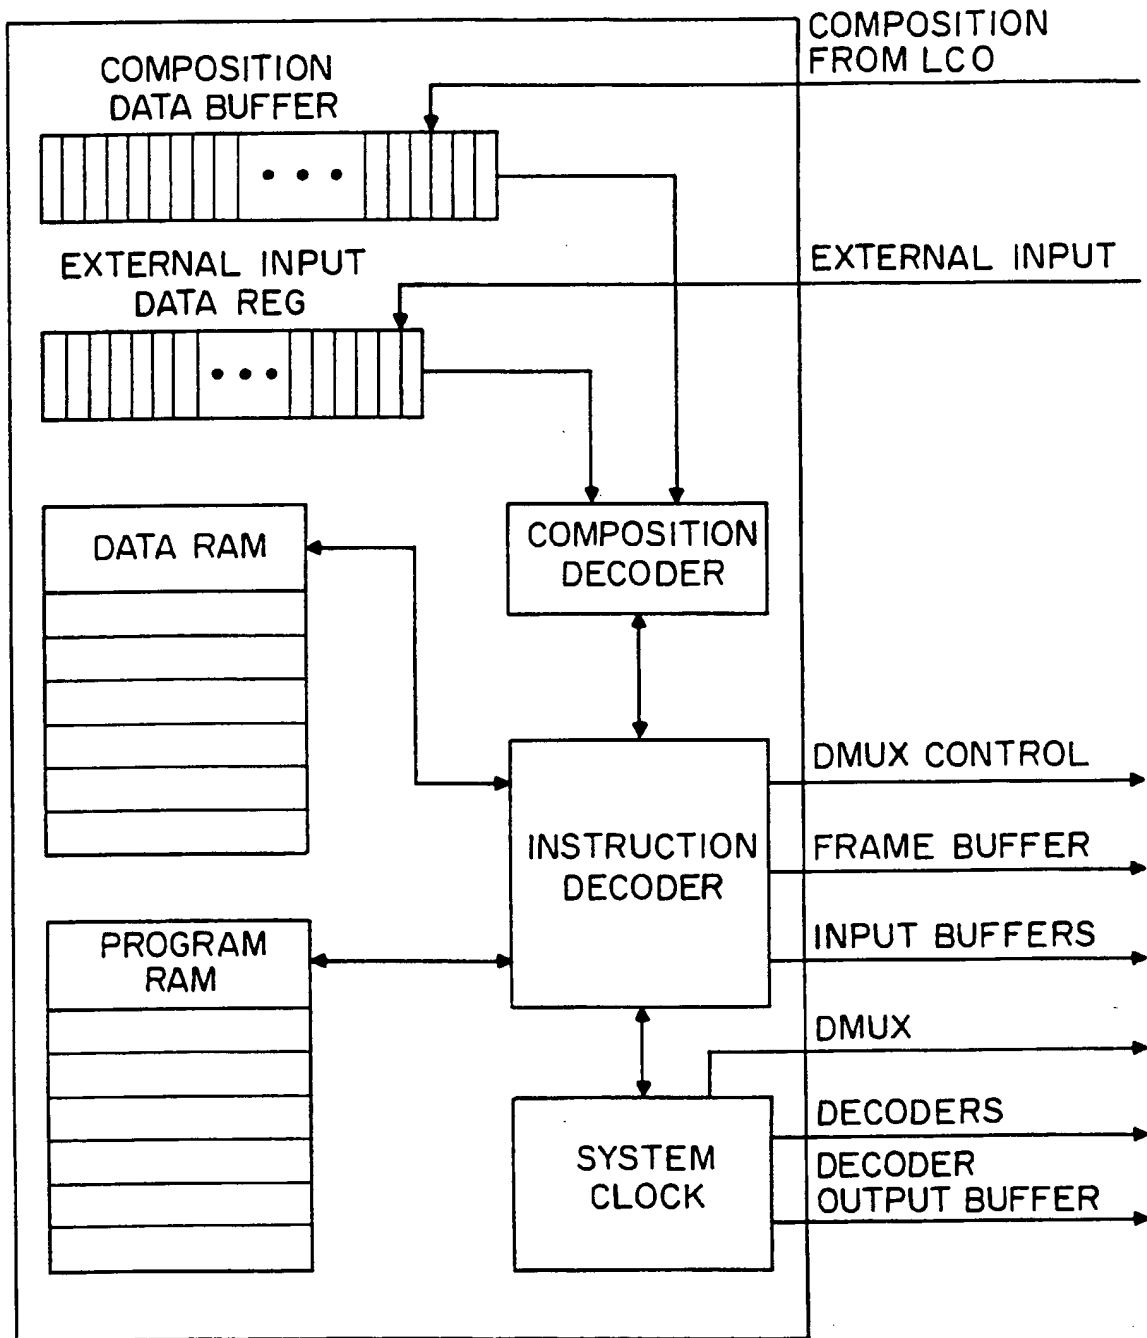 COMPOSITION
FROM LCO
COMPOSITION
DATA BUFFER
EXTERNAL INPUT
EXTERNAL INPUT
DATA REG
DATA RAM
COMPOSITION
DECODER
DMUX CONTROL
INSTRUCTION
DECODER
FRAME BUFFER
INPUT BUFFERS
PROGRAM
RAM
DMUX
DECODERS
SYSTEM
CLOCK
DECODER
OUTPUT BUFFER